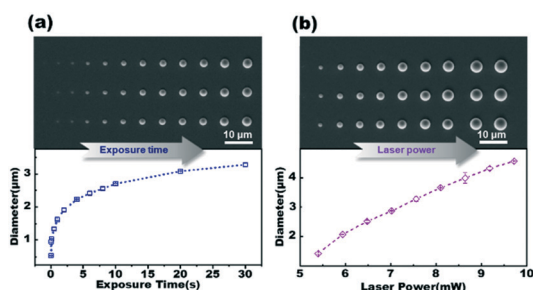 (a)
10 μm
Exposure time
Diameter(μm)
3
2
1
0
5
10
15
20
25
30
Exposure Time(s)
(b)
10 μm
Laser power
Diameter(μm)
4
3
2
5
6
7
8
9
10
Laser Power(mW)